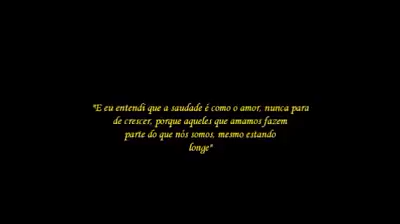 "E eu entendi que a saudade é como o amor, nunca para
de crescer, porque aqueles que amamos fazem
parte do que nós somos, mesmo estando
longe"